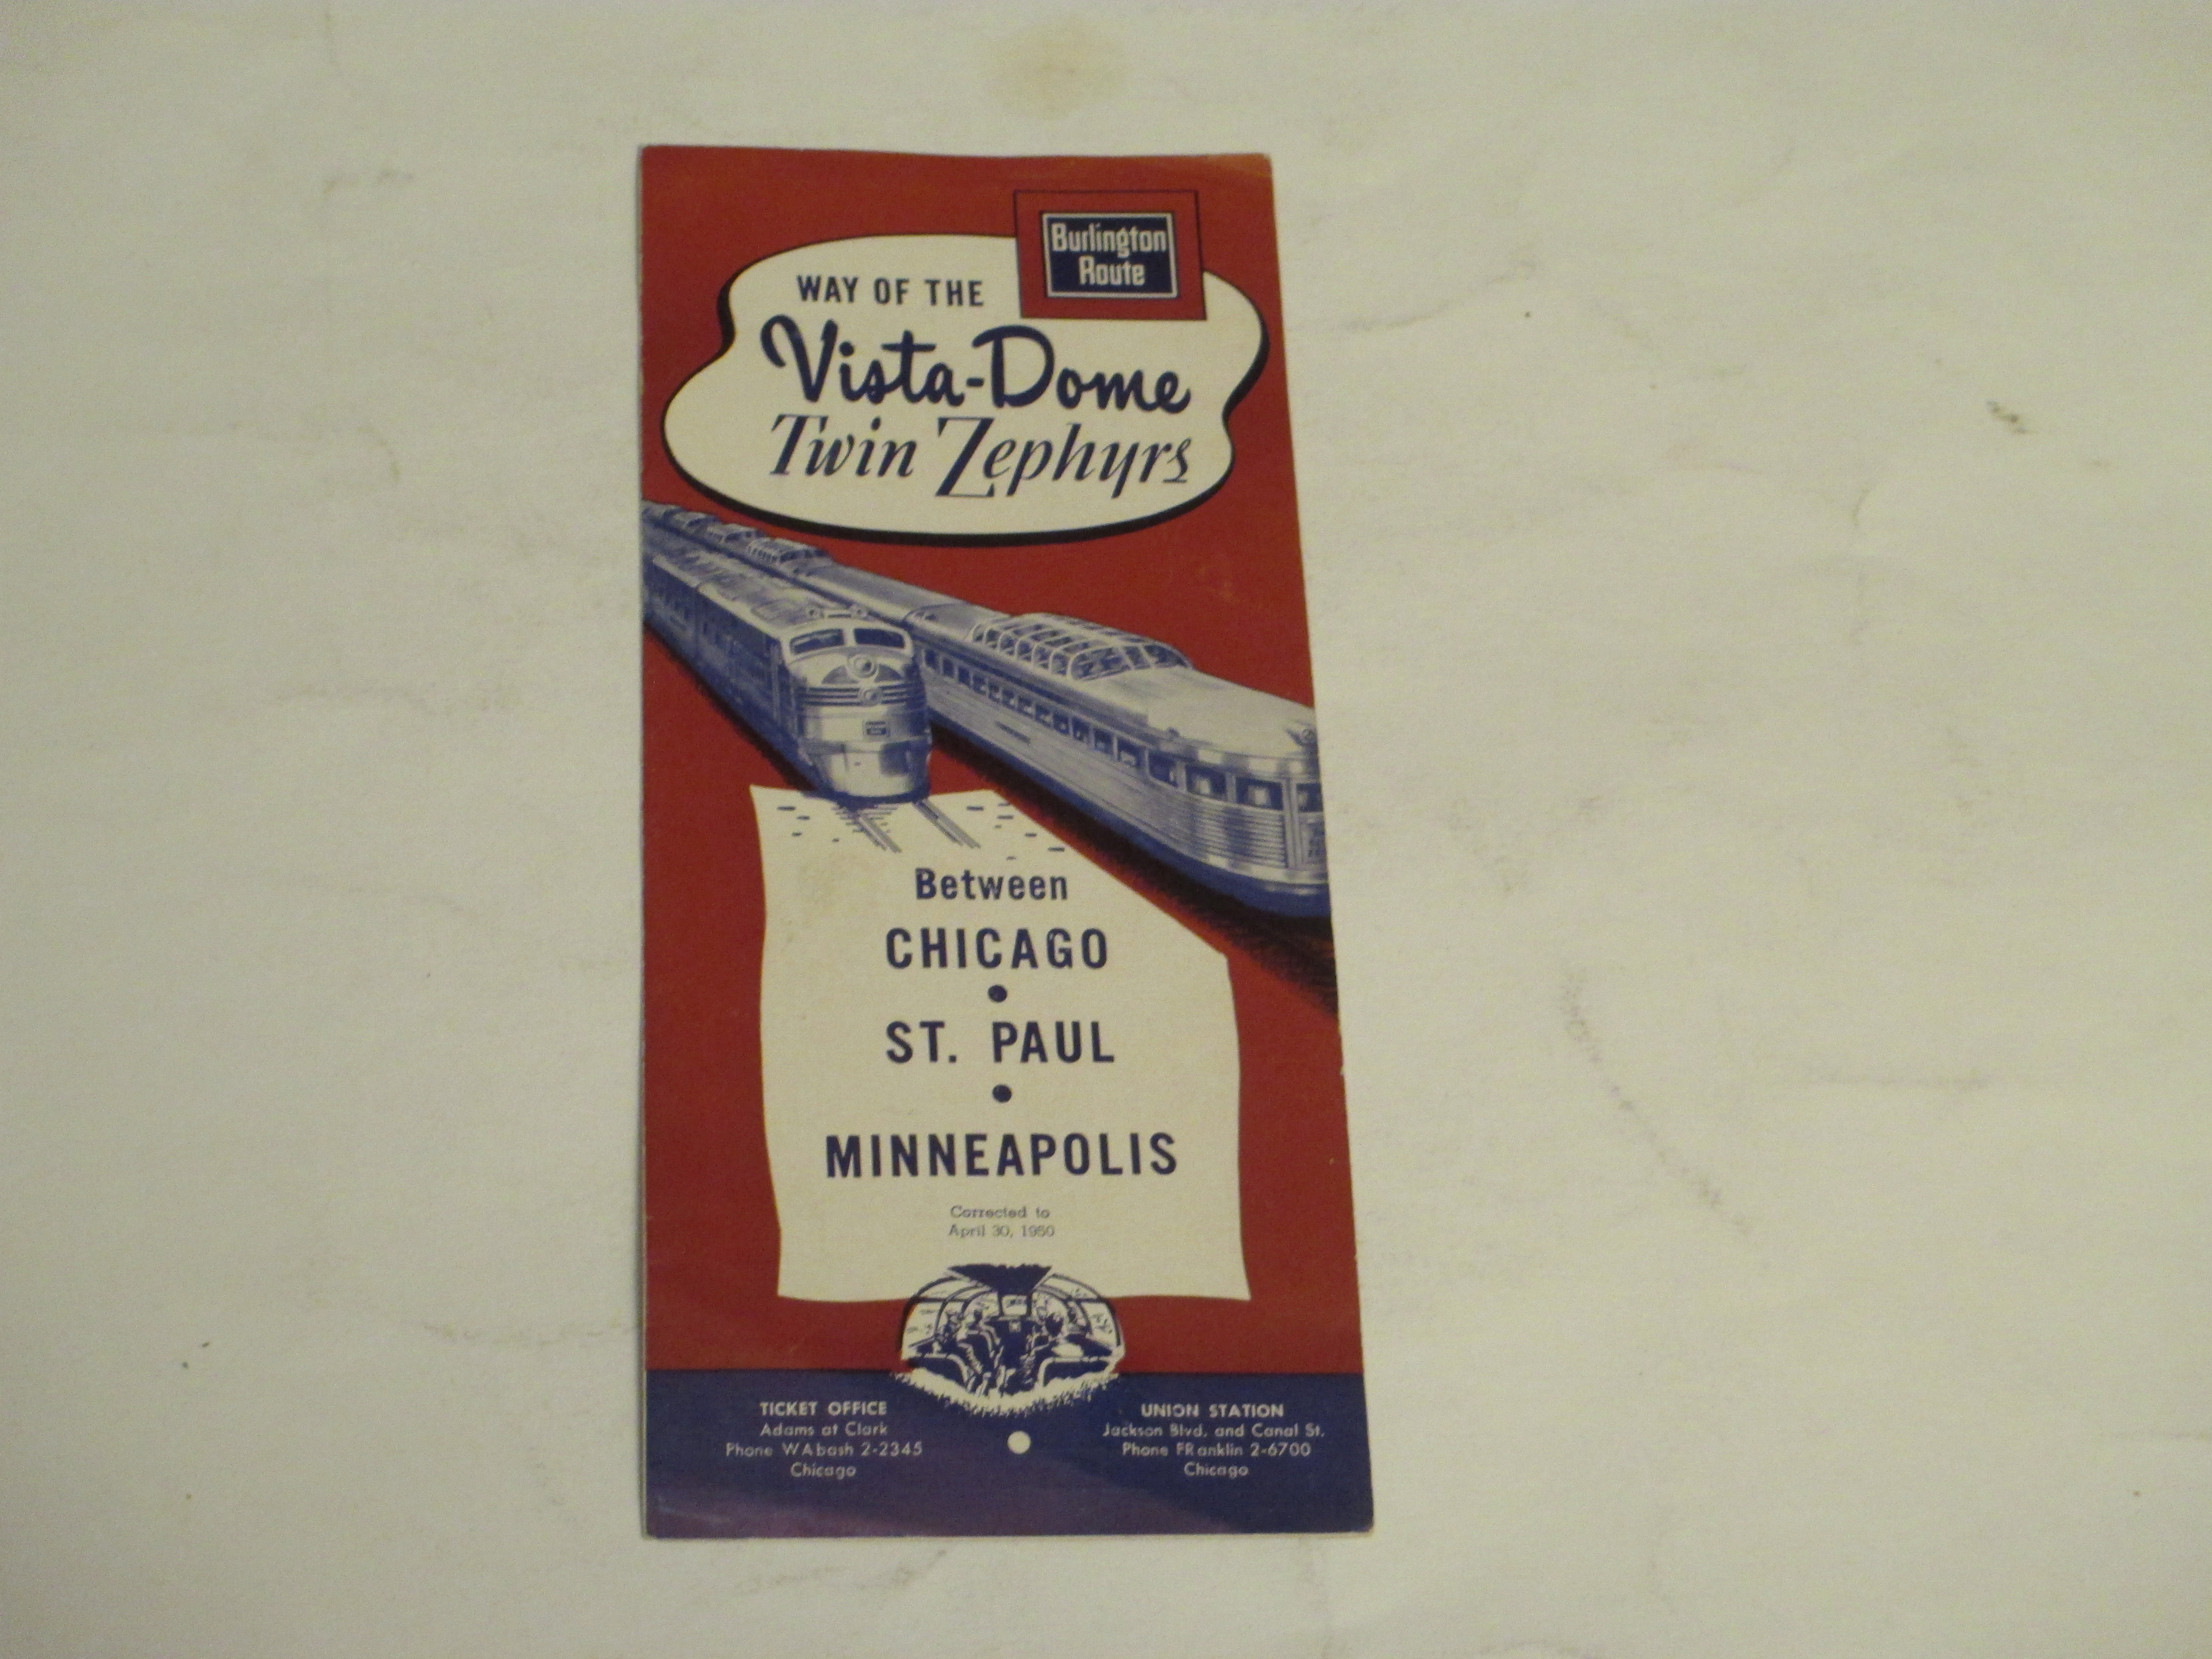 Burlington
Route
WAY OF THE
Vista-Dome
Twin Zephyrs
Between
CHICAGO
ST. PAUL
MINNEAPOLIS
Corrected to
April 30, 1950
TICKET OFFICE
Adams at Clark
Phone WAbash 2-2345
Chicago
UNION STATION
Jackson Blvd. and Canal St.
Phone FRanklin 2-6700
Chicago